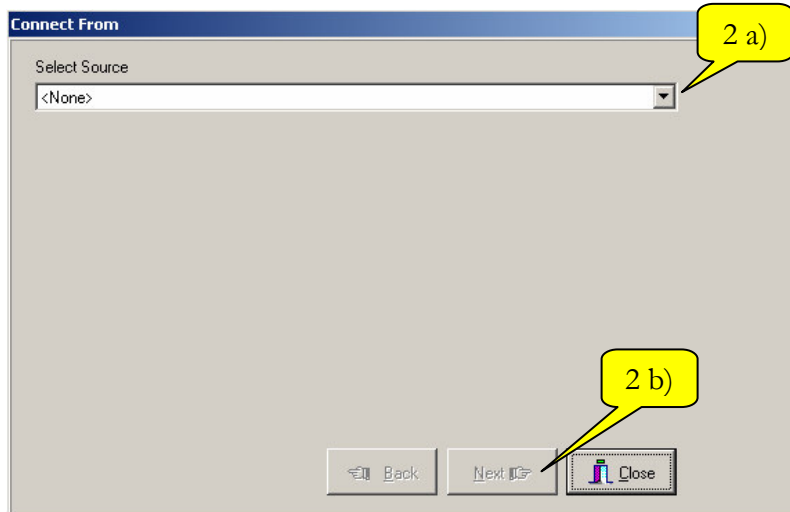 Connect From
2 a)
Select Source
<None>
2 b)
Back
Next
Close